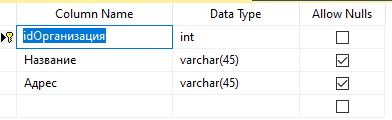 Column Name Data Type Allow Nulls
idОрганизация int
Название varchar(45)
Адрес varchar(45)